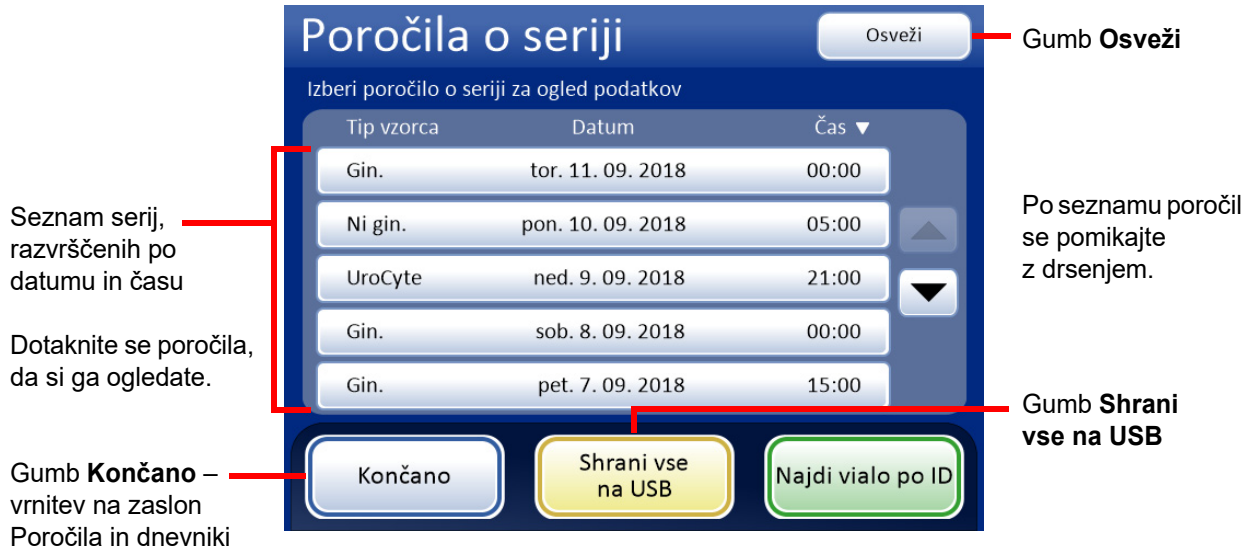 Poročila o seriji
Osveži
Gumb Osveži
Izberi poročilo o seriji za ogled podatkov
Tip vzorca Datum Čas ▼
Gin. tor. 11. 09. 2018 00:00
Ni gin. pon. 10. 09. 2018 05:00
UroCyte ned. 9. 09. 2018 21:00
Gin. sob. 8. 09. 2018 00:00
Gin. pet. 7. 09. 2018 15:00
Seznam serij,
razvrščenih po
datumu in času
Dotaknite se poročila,
da si ga ogledate.
Po seznamu poročil
se pomikajte
z drsenjem.
Gumb Shrani
vse na USB
Gumb Končano –
vrnitev na zaslon
Poročila in dnevniki
Končano
Shrani vse
na USB
Najdi vialo po ID